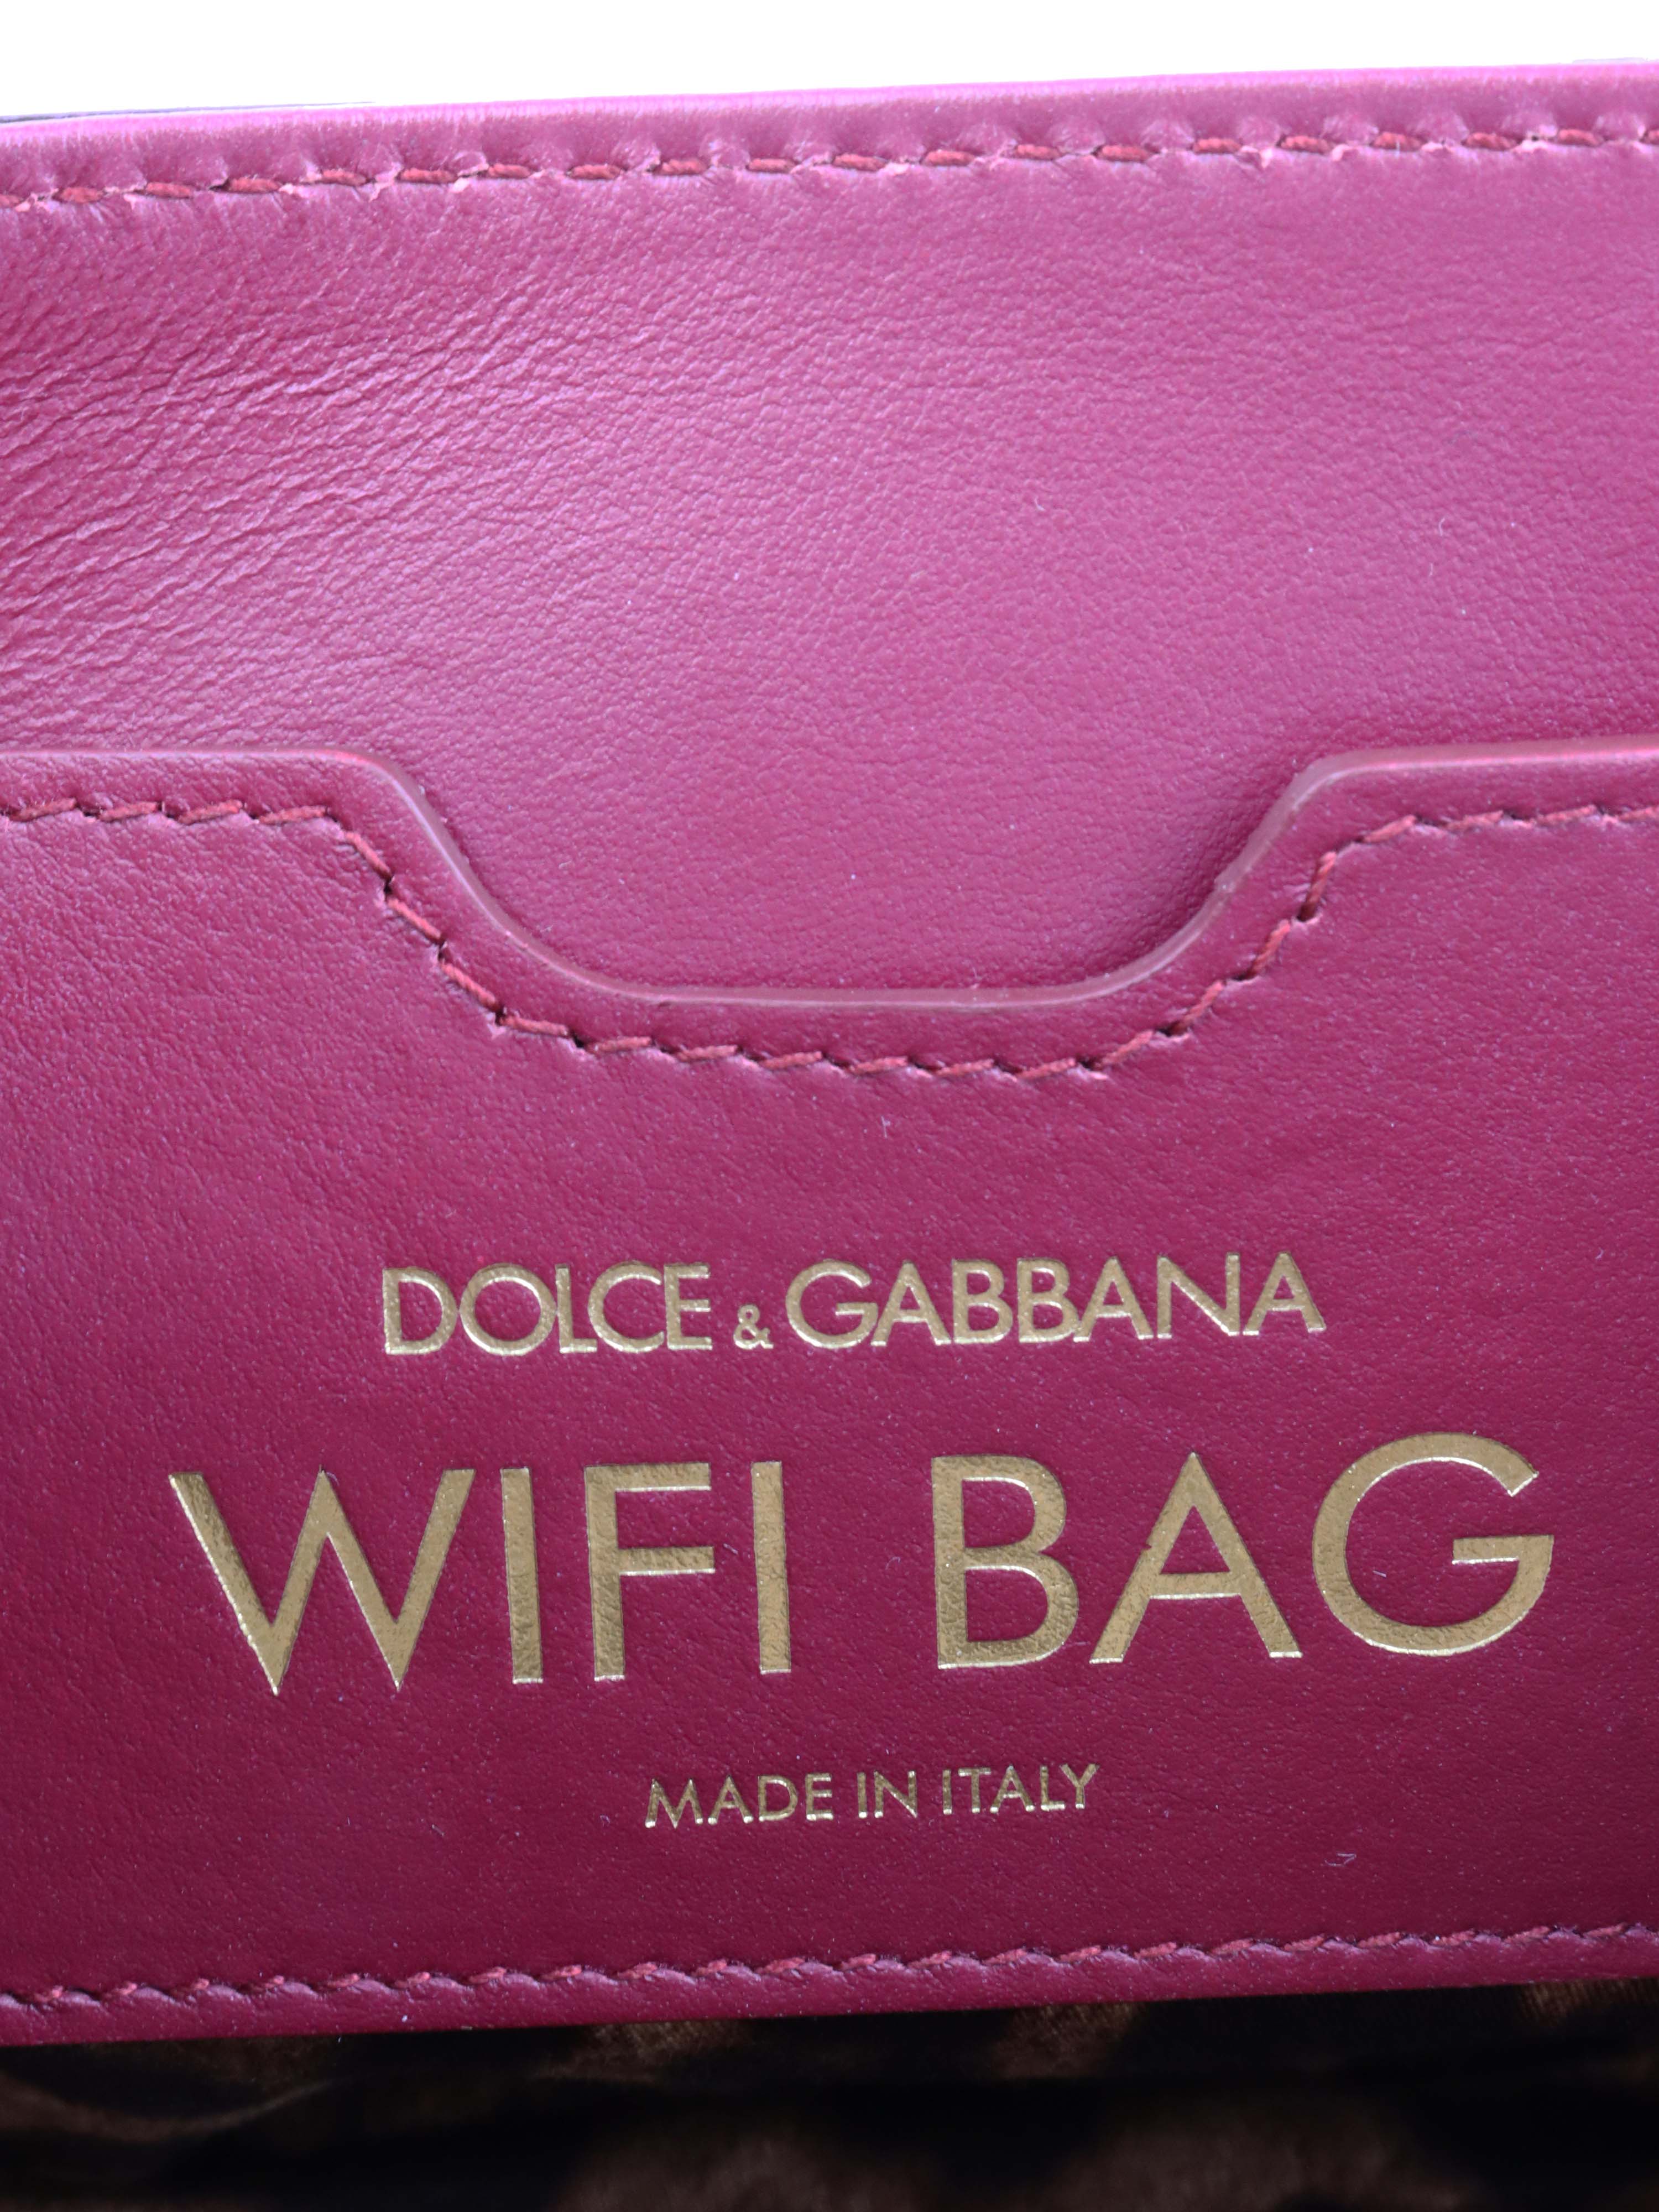 DOLCE & GABBANA
WIFI BAG
MADE IN ITALY